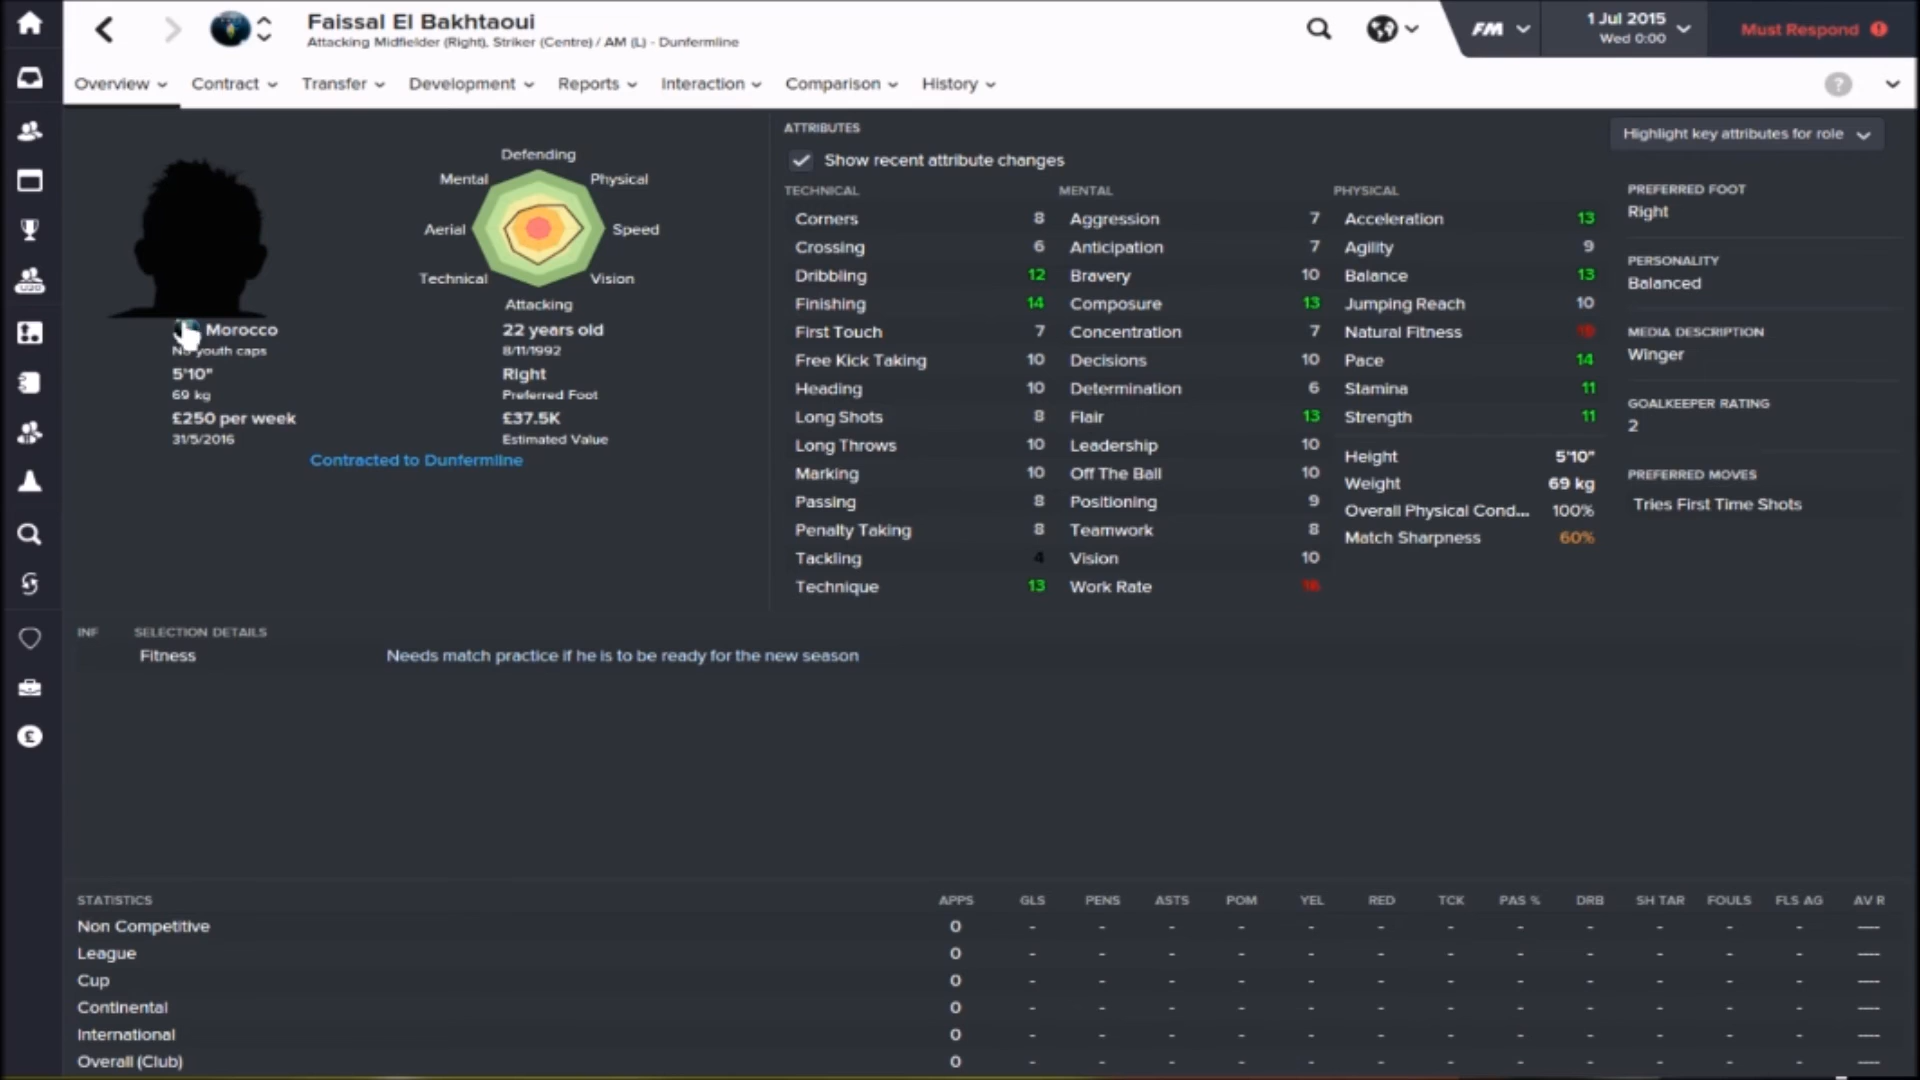 Faissal El Bakhtaoui
Attacking Midfielder (Right), Striker (Centre) / AM (L) - Dunfermline
FM
1 Jul 2015
Wed 0:00
Must Respond
Overview Contract Transfer Development Reports Interaction Comparison History
?
Defending
Mental Physical
Aerial Speed
Technical Vision
Attacking
Morocco
youth caps
5'10"
69 kg
£250 per week
31/5/2016
22 years old
8/11/1992
Right
Preferred Foot
£37.5K
Estimated Value
Contracted to Dunfermline
ATTRIBUTES
Show recent attribute changes
Highlight key attributes for role
TECHNICAL
Corners 8
Crossing 6
Dribbling 12
Finishing 14
First Touch 7
Free Kick Taking 10
Heading 10
Long Shots 8
Long Throws 10
Marking 10
Passing 8
Penalty Taking 8
Tackling 4
Technique 13
MENTAL
Aggression 7
Anticipation 7
Bravery 10
Composure 13
Concentration 7
Decisions 10
Determination 6
Flair 13
Leadership 10
Off The Ball 10
Positioning 9
Teamwork 8
Vision 10
Work Rate
PHYSICAL
Acceleration 13
Agility 9
Balance 13
Jumping Reach 10
Natural Fitness
Pace 14
Stamina 11
Strength 11
Height 5'10"
Weight 69 kg
Overall Physical Cond... 100%
Match Sharpness 60%
PREFERRED FOOT
Right
PERSONALITY
Balanced
MEDIA DESCRIPTION
Winger
GOALKEEPER RATING
2
PREFERRED MOVES
Tries First Time Shots
U20
INF SELECTION DETAILS
Fitness Needs match practice if he is to be ready for the new season
STATISTICS APPS GLS PENS ASTS POM YEL RED TCK PAS % DRB SH TAR FOULS FLS AG AV R
Non Competitive 0 - - - - - - - - - - - - ---
League 0 - - - - - - - - - - - - ---
Cup 0 - - - - - - - - - - - - ---
Continental 0 - - - - - - - - - - - - ---
International 0 - - - - - - - - - - - - ---
Overall (Club) 0 - - - - - - - - - - - - ---